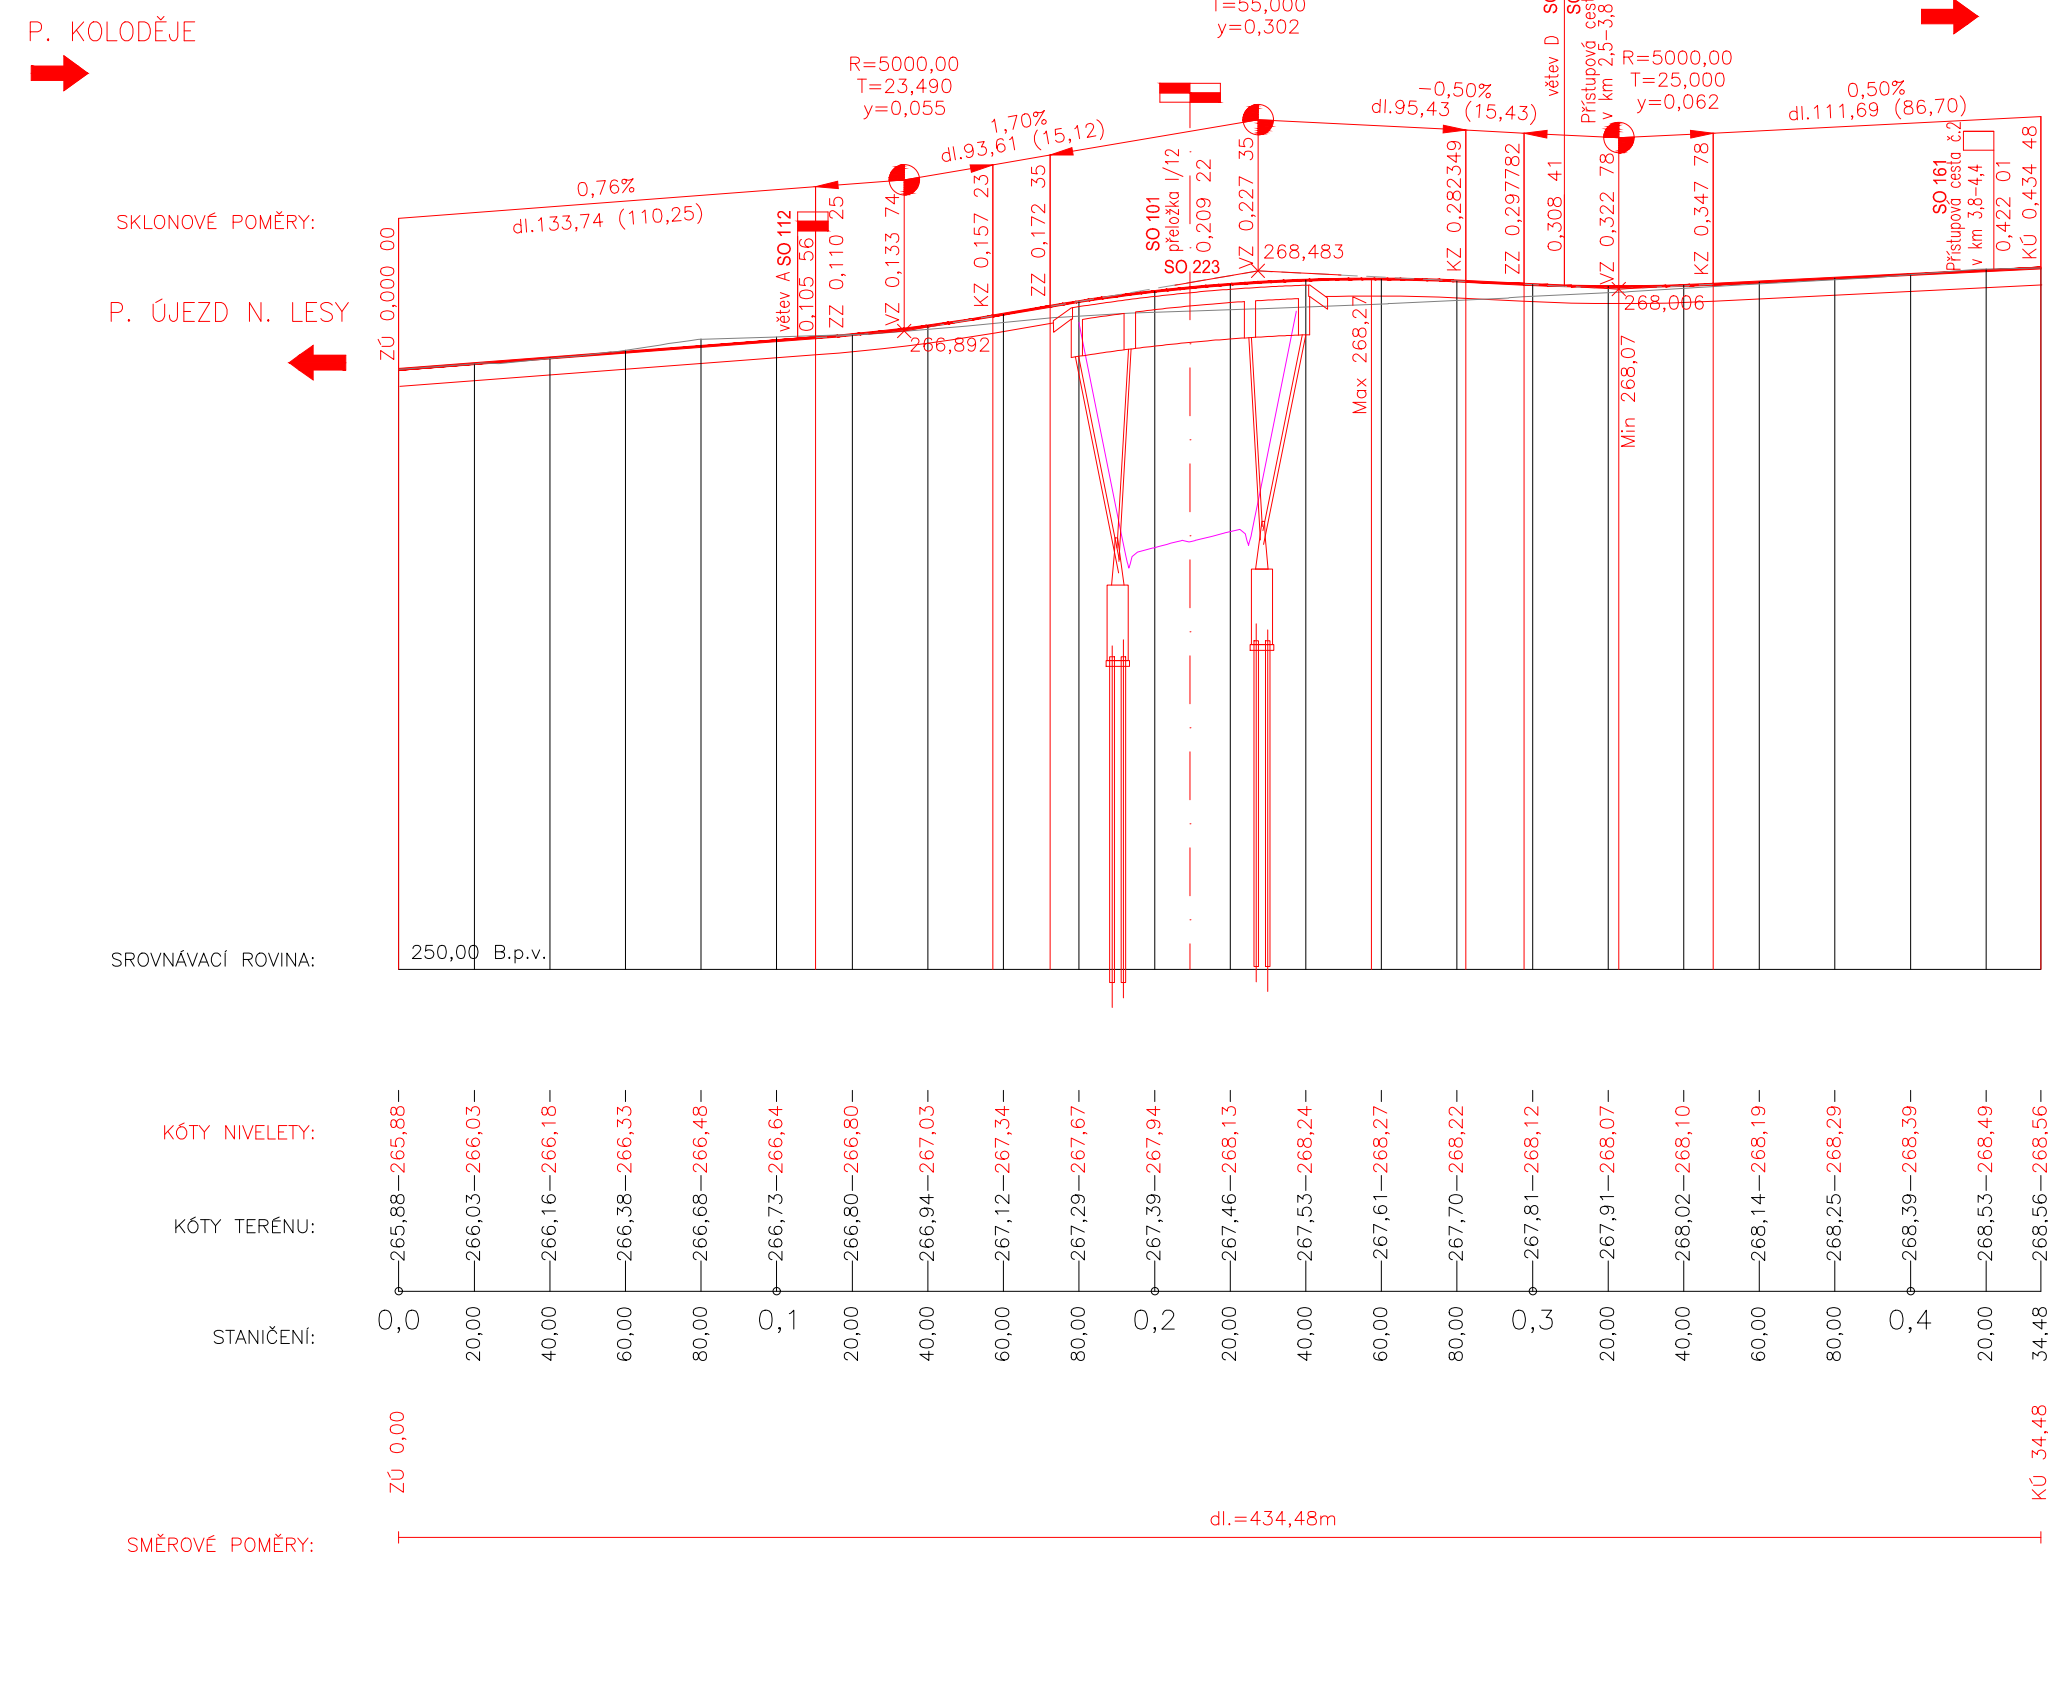 P. KOLODĚJE
T=55,000
y=0,302
R=5000,00
T=23,490
y=0,055
R=5000,00
T=25,000
y=0,062
větev D
Přístupová
v km 2,5-3,8
0,76%
dl.133,74 (110,25)
1,70%
dl.93,61 (15,12)
-0,50%
dl.95,43 (15,43)
0,50%
dl.111,69 (86,70)
SKLONOVÉ POMĚRY:
ZÚ 0,000 00
větev A SO 112
0,105 56
ZZ 0,110 25
VZ 0,133 74
KZ 0,157 23
ZZ 0,172 35
SO 101
přeložka I/12
0,209 22
SO 223
VZ 0,227 35
KZ 0,282349
ZZ 0,297782
0,308 41
VZ 0,322 78
KZ 0,347 78
SO 161
Přístupová cesta č.2
v km 3,8-4,4
0,422 01
KÚ 0,434 48
P. ÚJEZD N. LESY
266,892
268,483
268,006
Max 268,27
Min 268,07
SROVNÁVACÍ ROVINA:
250,00 B.p.v.
KÓTY NIVELETY:
265,88 266,03 266,18 266,33 266,48 266,64 266,80 267,03 267,34 267,67 267,94 268,13 268,24 268,27 268,22 268,12 268,07 268,10 268,19 268,29 268,39 268,49 268,56
KÓTY TERÉNU:
265,88 266,03 266,16 266,38 266,68 266,73 266,80 266,94 267,12 267,29 267,39 267,46 267,53 267,61 267,70 267,81 267,91 268,02 268,14 268,25 268,39 268,53 268,56
STANIČENÍ:
0,0 20,00 40,00 60,00 80,00 0,1 20,00 40,00 60,00 80,00 0,2 20,00 40,00 60,00 80,00 0,3 20,00 40,00 60,00 80,00 0,4 20,00 34,48
ZÚ 0,00
KÚ 34,48
SMĚROVÉ POMĚRY:
dl.=434,48m